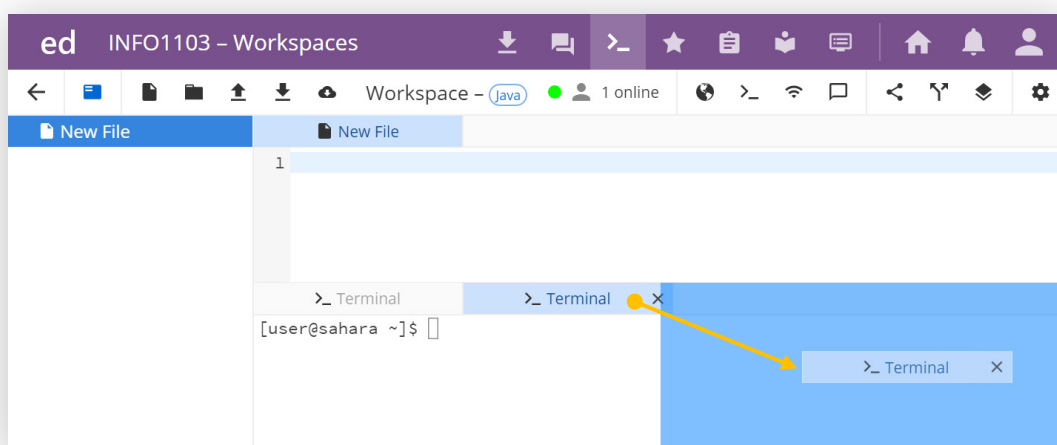 ed INFO1103 – Workspaces
Workspace – Java 1 online
New File
New File
1
>_ Terminal
>_ Terminal ×
[user@sahara ~]$
>_ Terminal ×